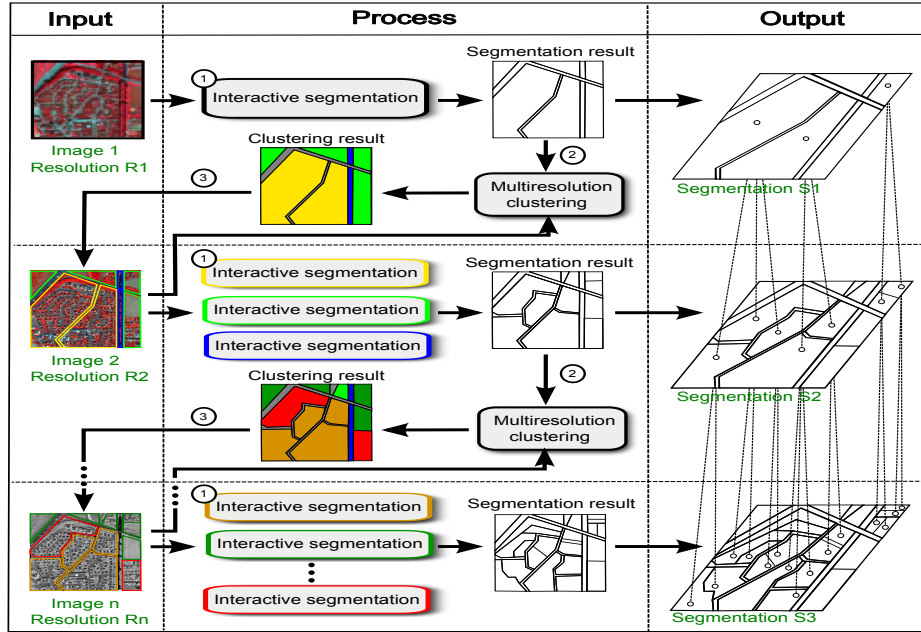 Input
Process
Output
Segmentation result
1
Interactive segmentation
Clustering result
2
Image 1
Resolution R1
3
Multiresolution
clustering
Segmentation S1
1
Interactive segmentation
Segmentation result
Interactive segmentation
Interactive segmentation
Image 2
Resolution R2
Clustering result
2
3
Multiresolution
clustering
Segmentation S2
1
Interactive segmentation
Segmentation result
Interactive segmentation
Interactive segmentation
Image n
Resolution Rn
Segmentation S3